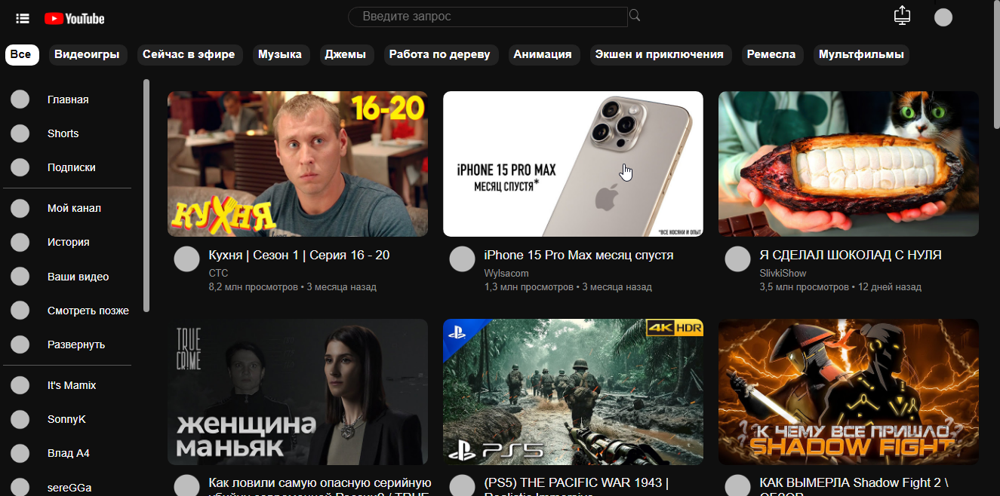 YouTube
Введите запрос
Все
Видеоигры
Сейчас в эфире
Музыка
Джемы
Работа по дереву
Анимация
Экшен и приключения
Ремесла
Мультфильмы
Главная
Shorts
Подписки
Мой канал
История
Ваши видео
Смотреть позже
Развернуть
It's Mamix
SonnyK
Влад А4
sereGGa
16-20
КУХНЯ
Кухня | Сезон 1 | Серия 16 - 20
СТС
8,2 млн просмотров • 3 месяца назад
iPHONE 15 PRO MAX
МЕСЯЦ СПУСТЯ*
*ВСЕ КОСЯКИ И ОПЫТ
iPhone 15 Pro Max месяц спустя
Wylsacom
1,3 млн просмотров • 3 месяца назад
Я СДЕЛАЛ ШОКОЛАД С НУЛЯ
SlivkiShow
3,5 млн просмотров • 12 дней назад
TRUE
CRIME
женщина
маньяк
Как ловили самую опасную серийную
4K HDR
PS5
(PS5) THE PACIFIC WAR 1943 |
К ЧЕМУ ВСЕ ПРИШЛО?
SHADOW FIGHT
КАК ВЫМЕРЛА Shadow Fight 2 \